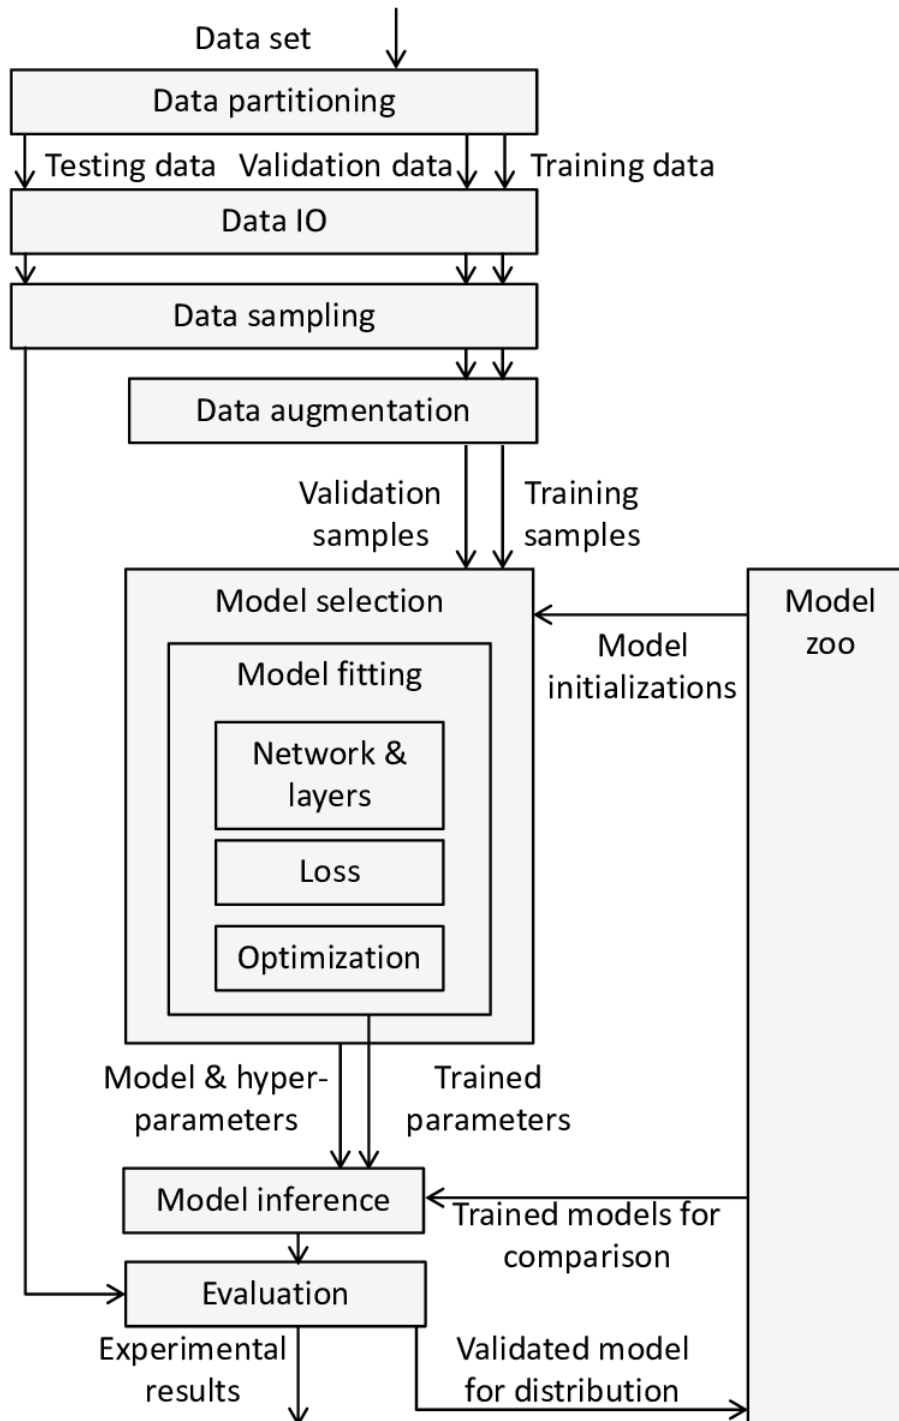 Data set
Data partitioning
Testing data
Validation data
Training data
Data IO
Data sampling
Data augmentation
Validation
samples
Training
samples
Model selection
Model
zoo
Model
initializations
Model fitting
Network &
layers
Loss
Optimization
Model & hyper-
parameters
Trained
parameters
Model inference
Trained models for
comparison
Evaluation
Experimental
results
Validated model
for distribution